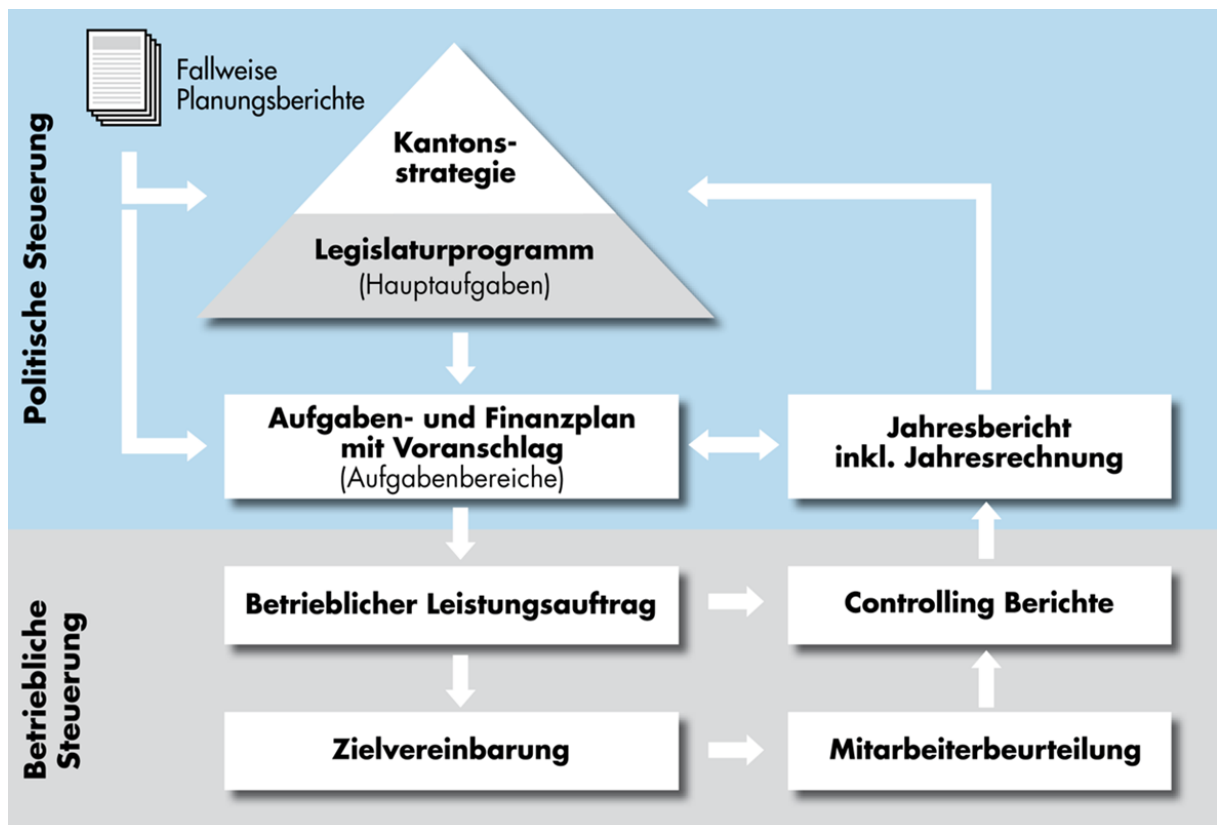 Politische Steuerung
Fallweise
Planungsberichte
Kantons-
strategie
Legislaturprogramm
(Hauptaufgaben)
Aufgaben- und Finanzplan
mit Voranschlag
(Aufgabenbereiche)
Jahresbericht
inkl. Jahresrechnung
Betriebliche
Steuerung
Betrieblicher Leistungsauftrag
Controlling Berichte
Zielvereinbarung
Mitarbeiterbeurteilung